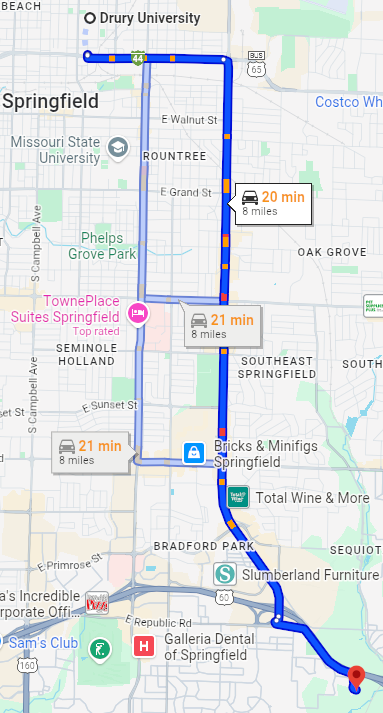 BEACH
Drury University
44
BUS
65
Springfield
Costco Wh
E Walnut St
Missouri State
University
ROUNTREE
E Grand St
20 min
8 miles
S Campbell Ave
Phelps
Grove Park
OAK GROVE
TownePlace
Suites Springfield
Top rated
21 min
8 miles
SEMINOLE
HOLLAND
SOUTHEAST
SPRINGFIELD
SOUTH
S Campbell Ave
E Sunset St
set St
21 min
8 miles
Bricks & Minifigs
Springfield
Total Wine
Total Wine & More
BRADFORD PARK
SEQUIOT
E Primrose St
S
Slumberland Furniture
a's Incredible
rporate Offi...
60
E Republic Rd
Sam's Club
H
Galleria Dental
of Springfield
160